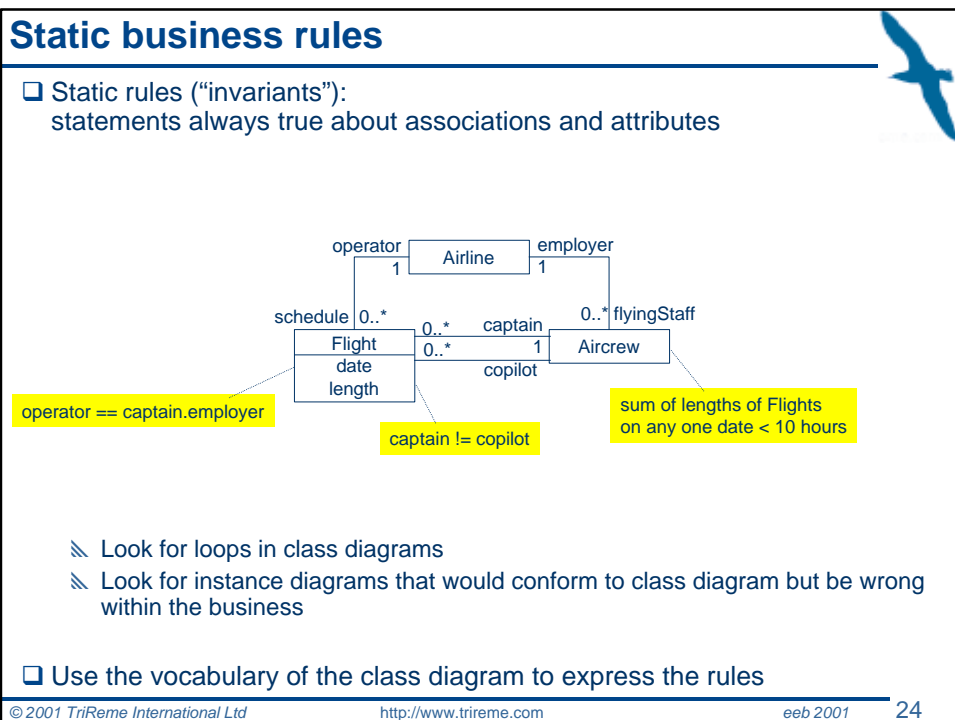 Static business rules
Static rules (“invariants”):
statements always true about associations and attributes
operator
Airline
employer
1
1
schedule
0..*
0..*
captain
0..*
flyingStaff
Flight
0..*
1
Aircrew
date
copilot
length
operator == captain.employer
captain != copilot
sum of lengths of Flights
on any one date < 10 hours
Look for loops in class diagrams
Look for instance diagrams that would conform to class diagram but be wrong
within the business
Use the vocabulary of the class diagram to express the rules
© 2001 TriReme International Ltd
http://www.trireme.com
eeb 2001
24